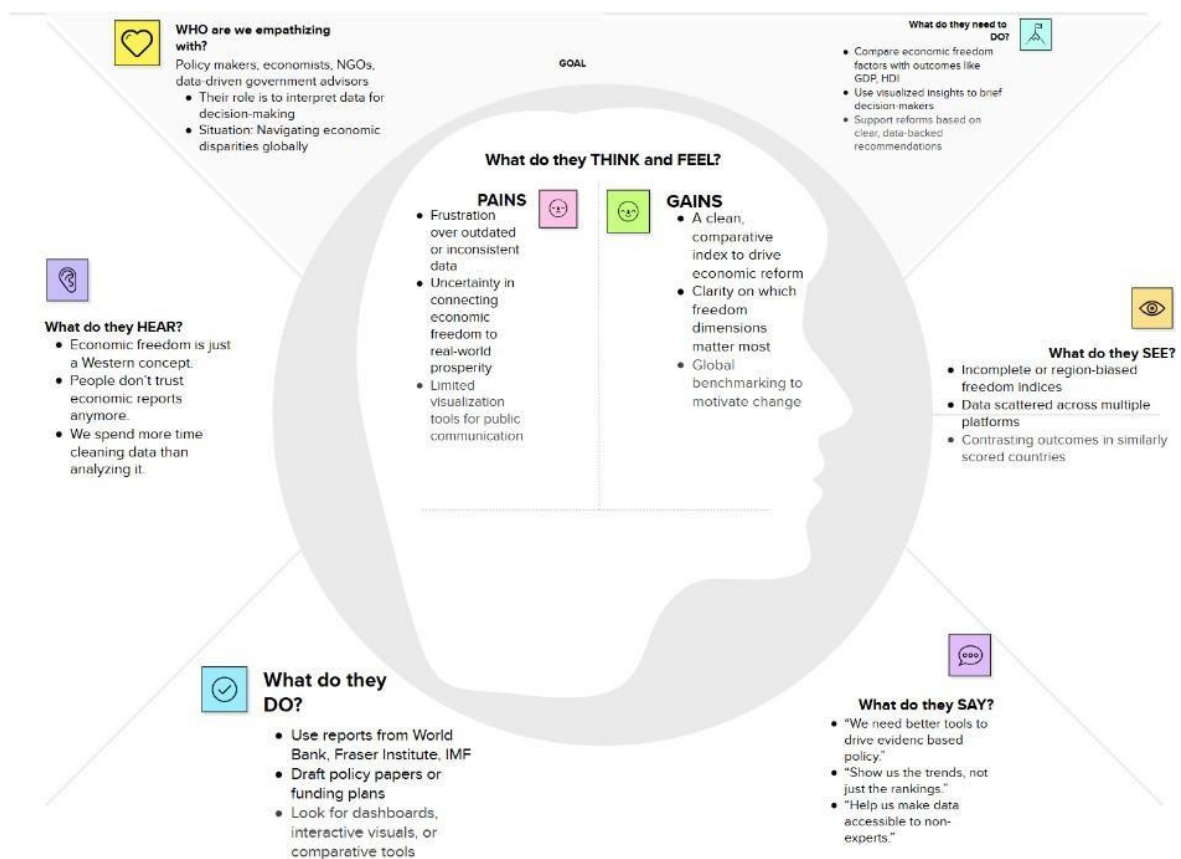 WHO are we empathizing
with?
Policy makers, economists, NGOs,
data-driven government advisors
• Their role is to interpret data for
decision-making
• Situation: Navigating economic
disparities globally
GOAL
What do they need to
DO?
• Compare economic freedom
factors with outcomes like
GDP, HDI
• Use visualized insights to brief
decision-makers
• Support reforms based on
clear, data-backed
recommendations
What do they THINK and FEEL?
PAINS
• Frustration
over outdated
or inconsistent
data
• Uncertainty in
connecting
economic
freedom to
real-world
prosperity
• Limited
visualization
tools for public
communication
GAINS
• A clean,
comparative
index to drive
economic reform
• Clarity on which
freedom
dimensions
matter most
• Global
benchmarking to
motivate change
What do they HEAR?
• Economic freedom is just
a Western concept.
• People don't trust
economic reports
anymore.
• We spend more time
cleaning data than
analyzing it.
What do they SEE?
• Incomplete or region-biased
freedom indices
• Data scattered across multiple
platforms
• Contrasting outcomes in similarly
scored countries
What do they
DO?
• Use reports from World
Bank, Fraser Institute, IMF
• Draft policy papers or
funding plans
• Look for dashboards,
interactive visuals, or
comparative tools
What do they SAY?
• “We need better tools to
drive evidenc based
policy.”
• “Show us the trends, not
just the rankings.”
• “Help us make data
accessible to non-
experts.”